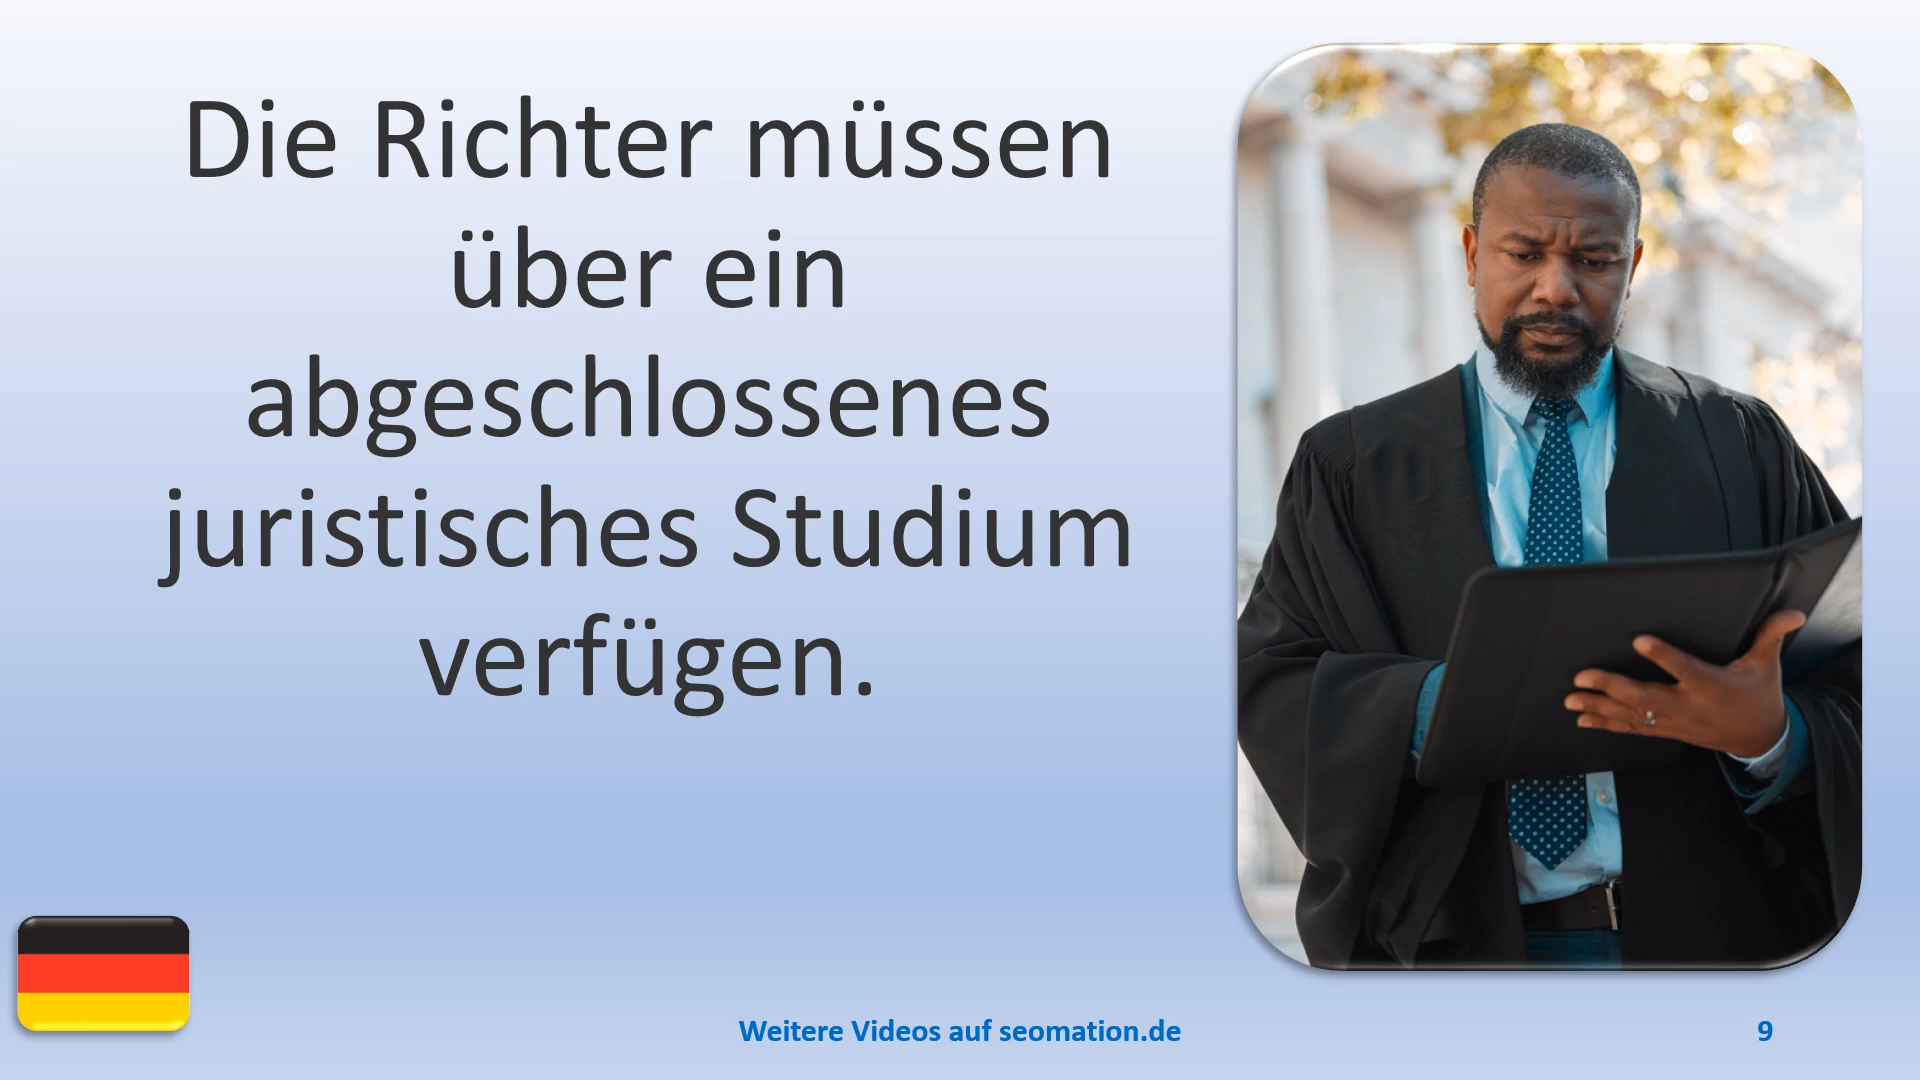 Die Richter müssen
über ein
abgeschlossenes
juristisches Studium
verfügen.
Weitere Videos auf seomation.de
9